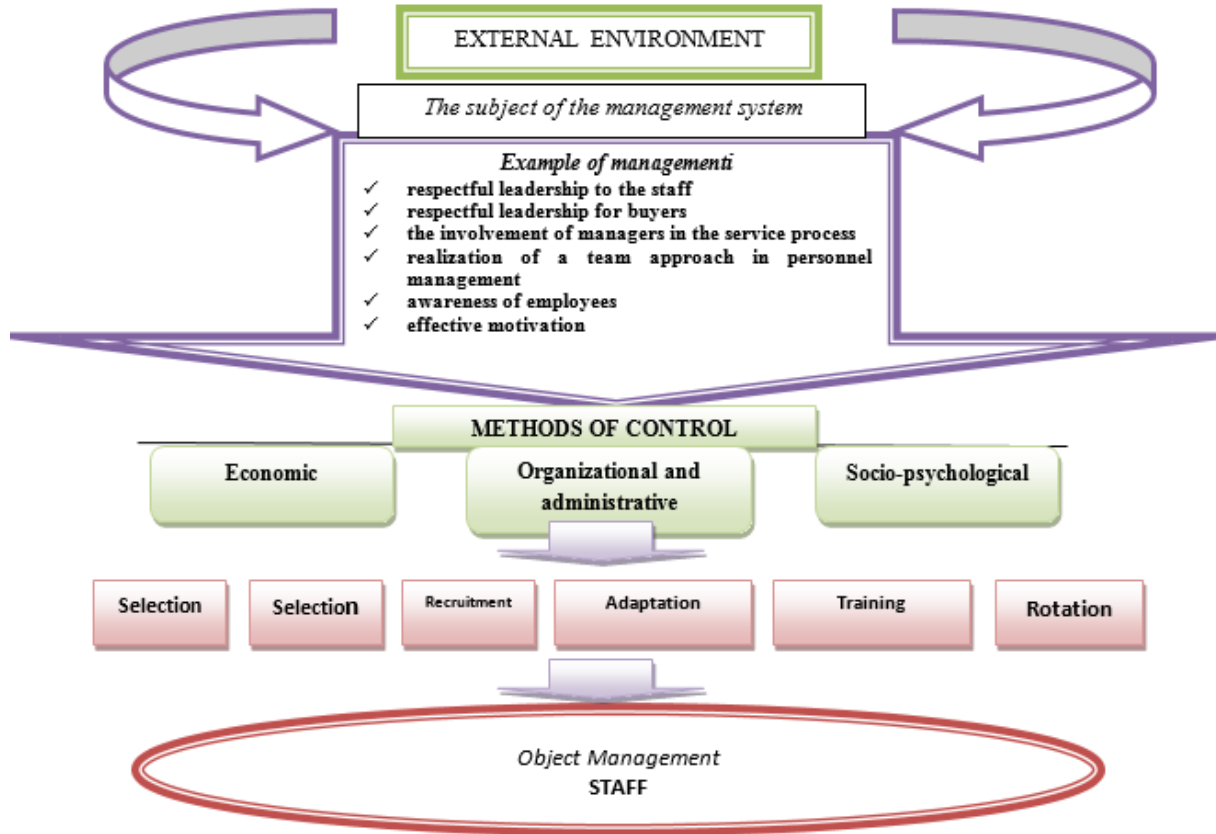 EXTERNAL ENVIRONMENT
The subject of the management system
Example of managementi
✓ respectful leadership to the staff
✓ respectful leadership for buyers
✓ the involvement of managers in the service process
✓ realization of a team approach in personnel
management
✓ awareness of employees
✓ effective motivation
METHODS OF CONTROL
Economic
Organizational and
administrative
Socio-psychological
Selection
Selection
Recruitment
Adaptation
Training
Rotation
Object Management
STAFF